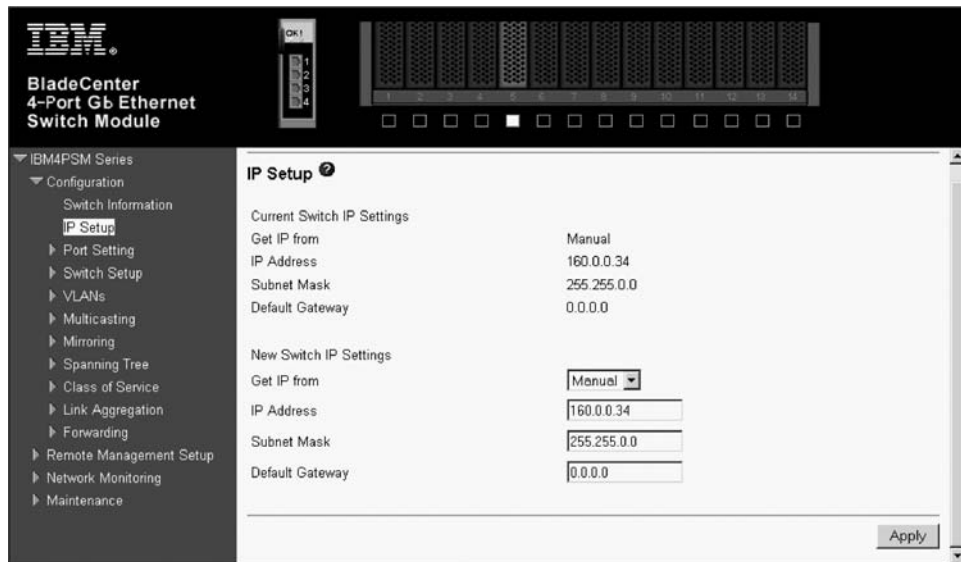 IBM®
BladeCenter
4-Port Gb Ethernet
Switch Module
OK!
1
2
3
4
1 2 3 4 5 6 7 8 9 10 11 12 13 14
IBM4PSM Series
Configuration
Switch Information
IP Setup
Port Setting
Switch Setup
VLANs
Multicasting
Mirroring
Spanning Tree
Class of Service
Link Aggregation
Forwarding
Remote Management Setup
Network Monitoring
Maintenance
IP Setup ?
Current Switch IP Settings
Get IP from Manual
IP Address 160.0.0.34
Subnet Mask 255.255.0.0
Default Gateway 0.0.0.0
New Switch IP Settings
Get IP from Manual
IP Address 160.0.0.34
Subnet Mask 255.255.0.0
Default Gateway 0.0.0.0
Apply